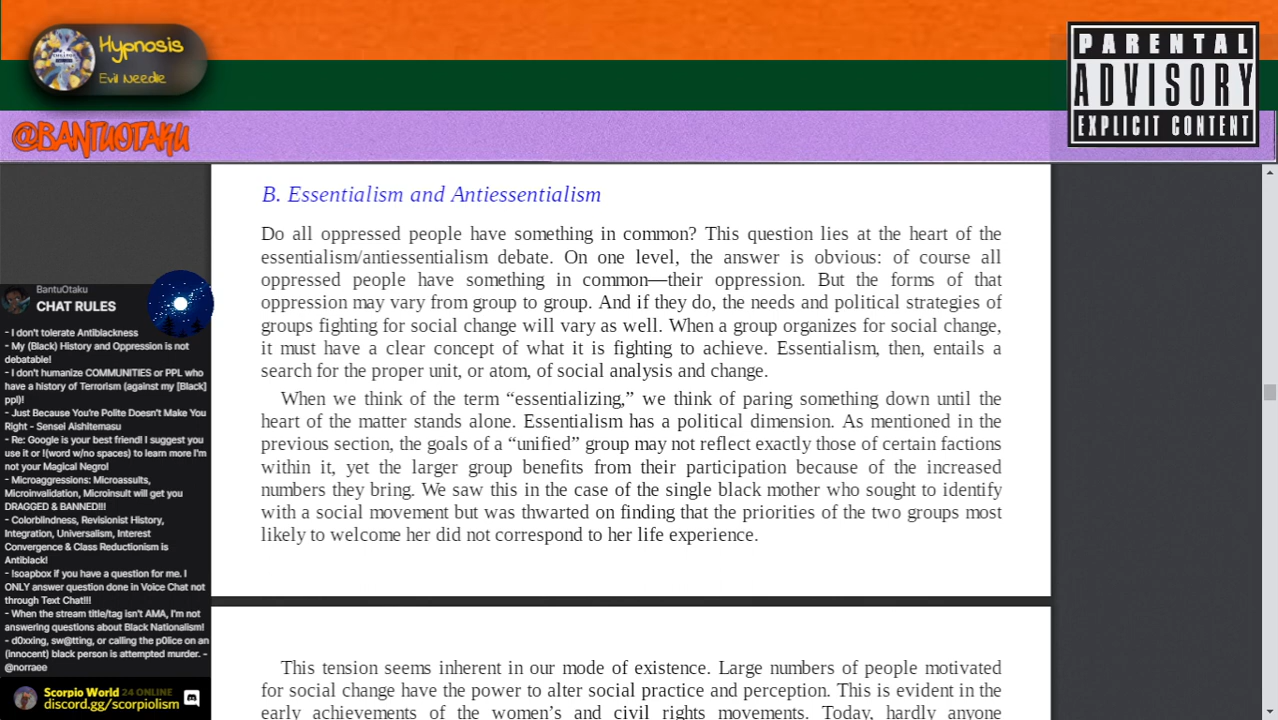 Hypnosis
Evil Needle
PARENTAL
ADVISORY
EXPLICIT CONTENT
@BANTUOTAKU
B. Essentialism and Antiessentialism
Do all oppressed people have something in common? This question lies at the heart of the
essentialism/antiessentialism debate. On one level, the answer is obvious: of course all
oppressed people have something in common—their oppression. But the forms of that
oppression may vary from group to group. And if they do, the needs and political strategies of
groups fighting for social change will vary as well. When a group organizes for social change,
it must have a clear concept of what it is fighting to achieve. Essentialism, then, entails a
search for the proper unit, or atom, of social analysis and change.
When we think of the term “essentializing,” we think of paring something down until the
heart of the matter stands alone. Essentialism has a political dimension. As mentioned in the
previous section, the goals of a “unified” group may not reflect exactly those of certain factions
within it, yet the larger group benefits from their participation because of the increased
numbers they bring. We saw this in the case of the single black mother who sought to identify
with a social movement but was thwarted on finding that the priorities of the two groups most
likely to welcome her did not correspond to her life experience.
This tension seems inherent in our mode of existence. Large numbers of people motivated
for social change have the power to alter social practice and perception. This is evident in the
early achievements of the women’s and civil rights movements. Today, hardly anyone
BantuOtaku
CHAT RULES
- I don't tolerate Antiblackness
- My (Black) History and Oppression is not
debatable!
- I don't humanize COMMUNITIES or PPL who
have a history of Terrorism (against my [Black]
ppl)!
- Just Because You're Polite Doesn't Make You
Right - Sensei Aishitemasu
- Re: Google is your best friend! I suggest you
use it or !(word w/no spaces) to learn more I'm
not your Magical Negro!
- Microaggressions: Microassults,
Microinvalidation, Microinsult will get you
DRAGGED & BANNED!!!
- Colorblindness, Revisionist History,
Integration, Universalism, Interest
Convergence & Class Reductionism is
Antiblack!
- !soapbox if you have a question for me. I
ONLY answer question done in Voice Chat not
through Text Chat!!!
- When the stream title/tag isn't AMA, I'm not
answering questions about Black Nationalism!
- d0xxing, sw@tting, or calling the p0lice on an
(innocent) black person is attempted murder. -
@norraee
Scorpio World 24 ONLINE
discord.gg/scorpiolism